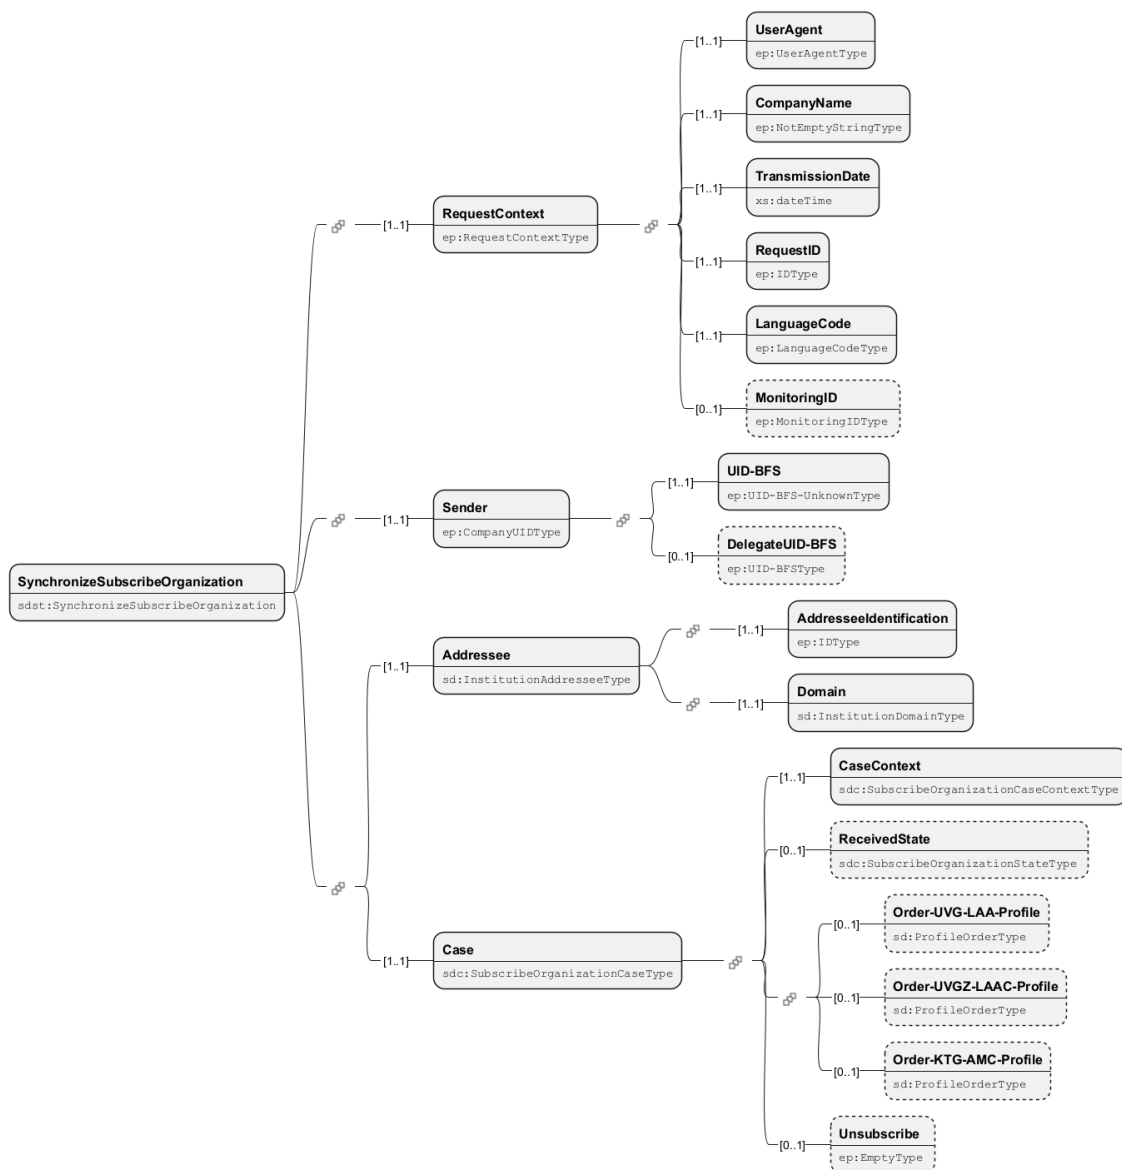 [1..1]
UserAgent
ep:UserAgentType
[1..1]
CompanyName
ep:NotEmptyStringType
[1..1]
TransmissionDate
xs:dateTime
[1..1]
RequestContext
ep:RequestContextType
[1..1]
RequestID
ep:IDType
[1..1]
LanguageCode
ep:LanguageCodeType
[0..1]
MonitoringID
ep:MonitoringIDType
[1..1]
Sender
ep:CompanyUIDType
[1..1]
UID-BFS
ep:UID-BFS-UnknownType
[0..1]
DelegateUID-BFS
ep:UID-BFSType
SynchronizeSubscribeOrganization
sdst:SynchronizeSubscribeOrganization
[1..1]
Addressee
sd:InstitutionAddresseeType
[1..1]
AddresseeIdentification
ep:IDType
[1..1]
Domain
sd:InstitutionDomainType
[1..1]
Case
sdc:SubscribeOrganizationCaseType
[1..1]
CaseContext
sdc:SubscribeOrganizationCaseContextType
[0..1]
ReceivedState
sdc:SubscribeOrganizationStateType
[0..1]
Order-UVG-LAA-Profile
sd:ProfileOrderType
[0..1]
Order-UVGZ-LAAC-Profile
sd:ProfileOrderType
[0..1]
Order-KTG-AMC-Profile
sd:ProfileOrderType
[0..1]
Unsubscribe
ep:EmptyType